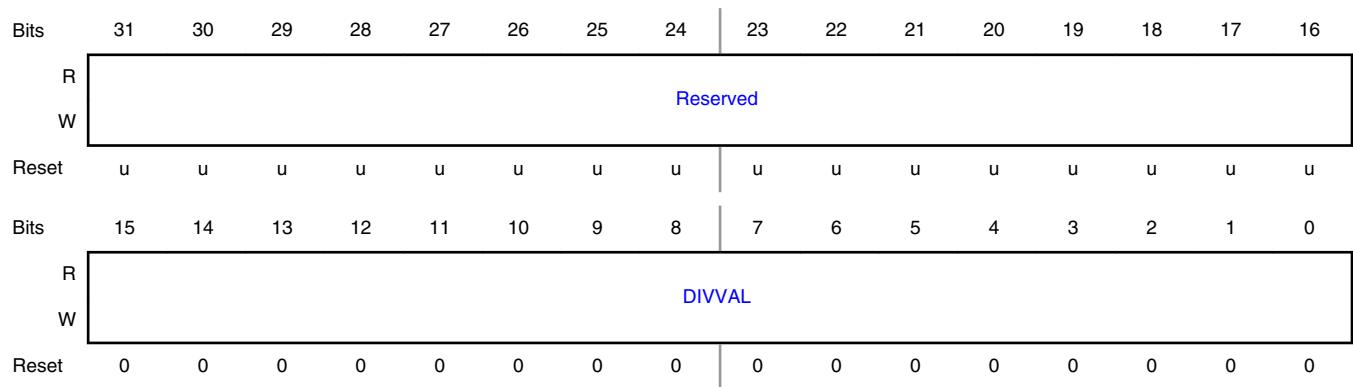 Bits 31 30 29 28 27 26 25 24 23 22 21 20 19 18 17 16
R
Reserved
W
Reset u u u u u u u u u u u u u u u u
Bits 15 14 13 12 11 10 9 8 7 6 5 4 3 2 1 0
R
DIVVAL
W
Reset 0 0 0 0 0 0 0 0 0 0 0 0 0 0 0 0